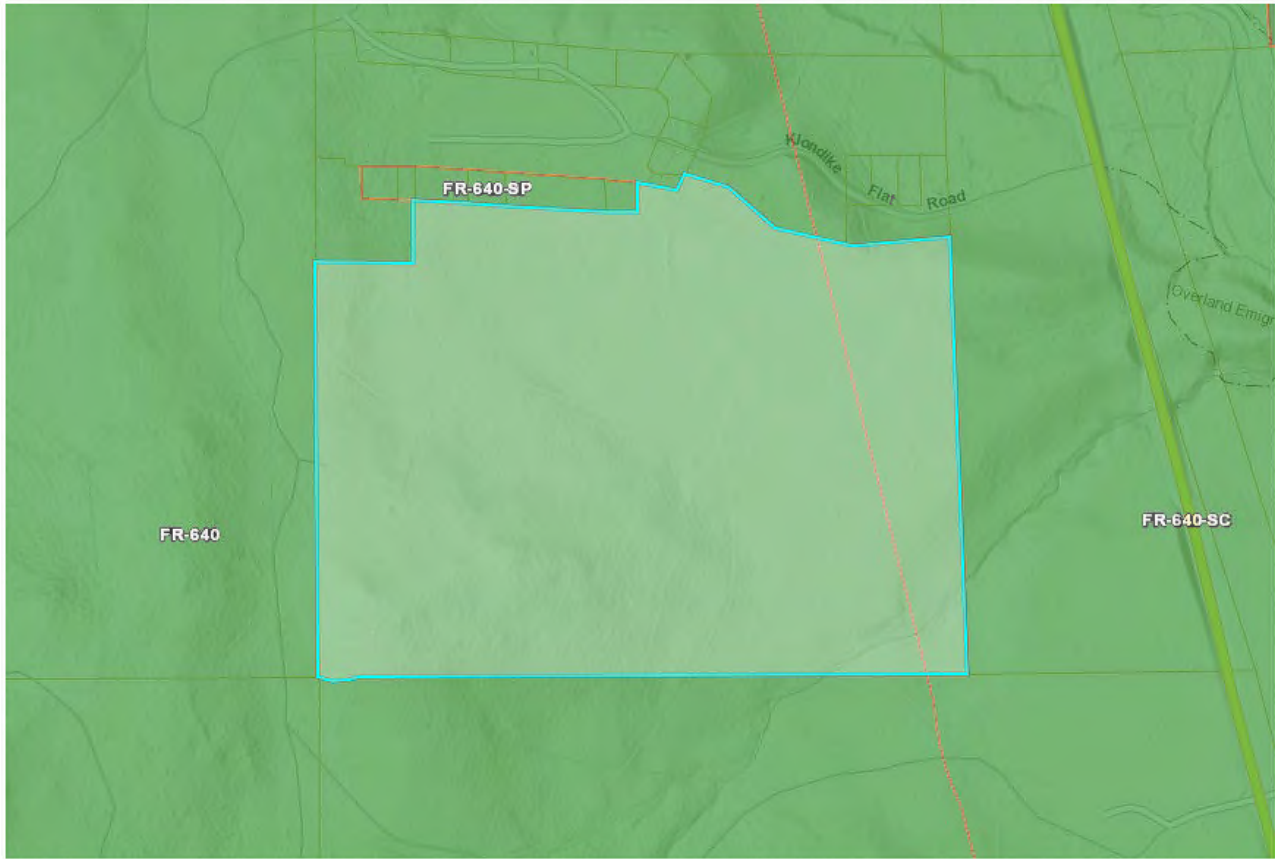 Klondike
Flat
Road
FR-640-SP
Overland Emigr
FR-640-SC
FR-640